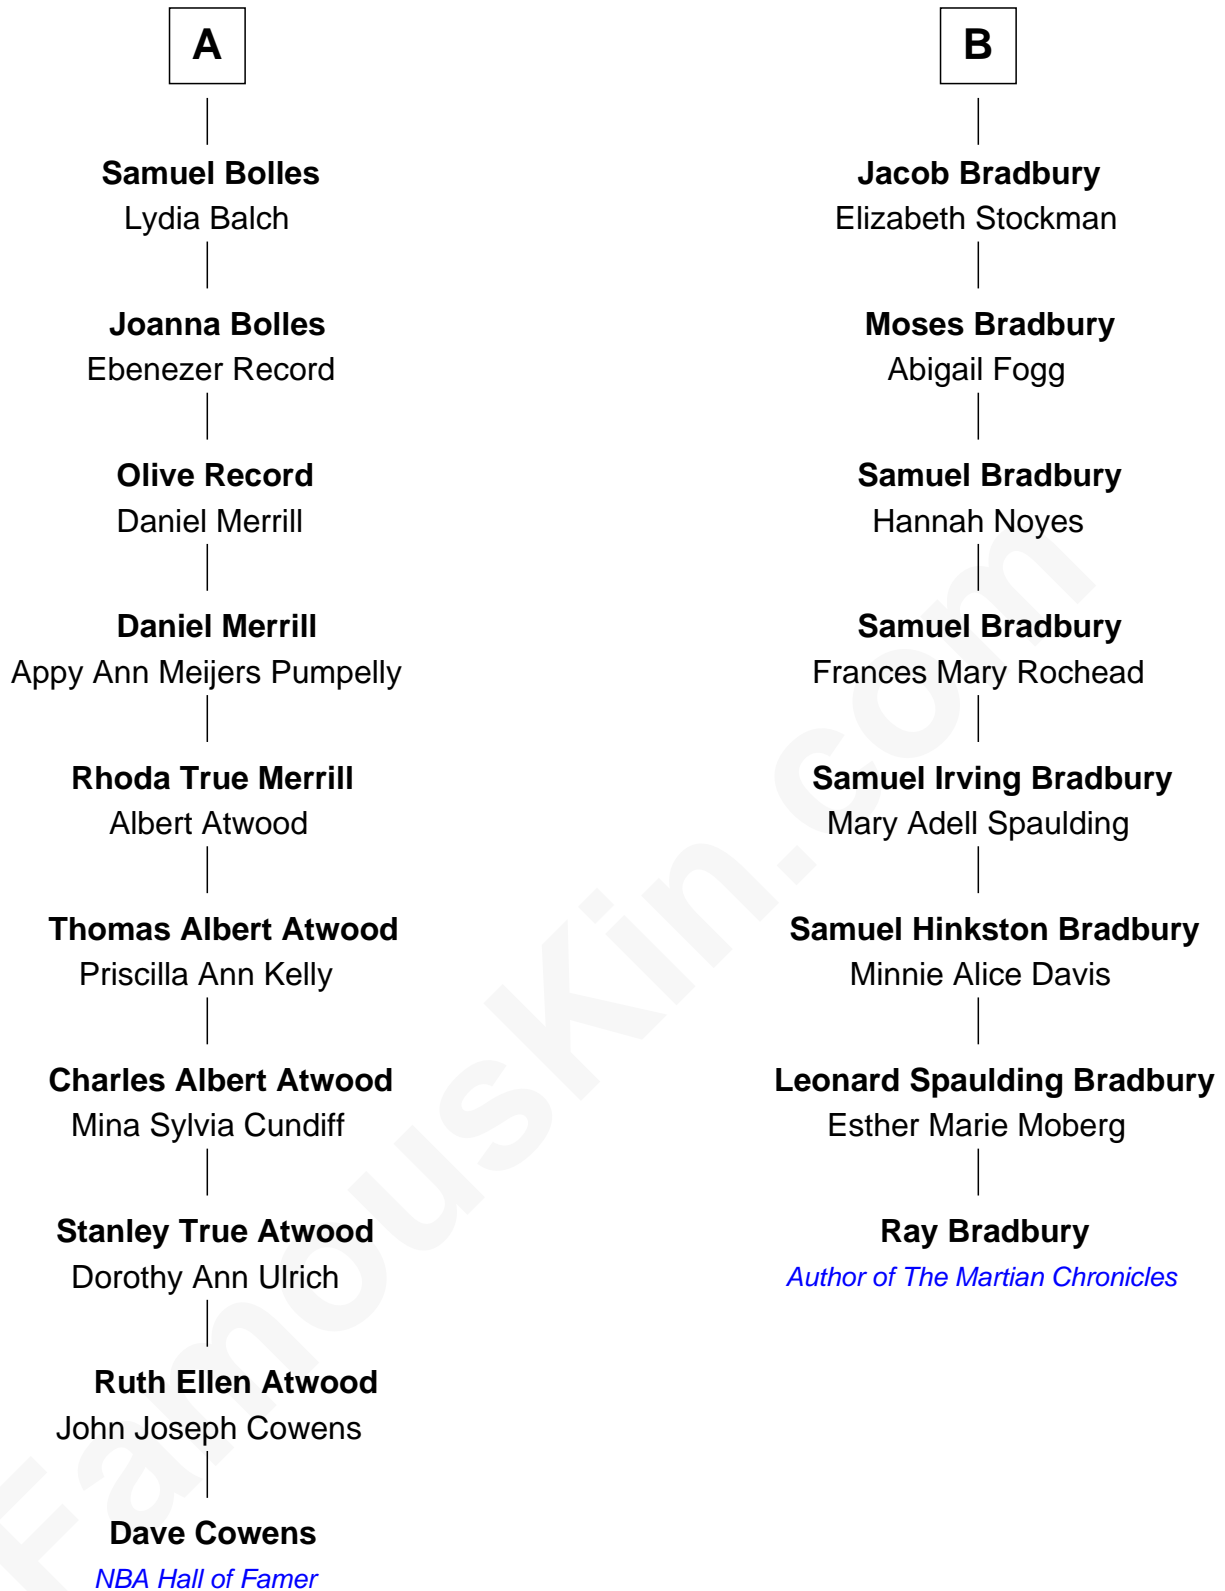 A
Samuel Bolles
Lydia Balch
Joanna Bolles
Ebenezer Record
Olive Record
Daniel Merrill
Daniel Merrill
Appy Ann Meijers Pumpelly
Rhoda True Merrill
Albert Atwood
Thomas Albert Atwood
Priscilla Ann Kelly
Charles Albert Atwood
Mina Sylvia Cundiff
Stanley True Atwood
Dorothy Ann Ulrich
Ruth Ellen Atwood
John Joseph Cowens
Dave Cowens
NBA Hall of Famer
B
Jacob Bradbury
Elizabeth Stockman
Moses Bradbury
Abigail Fogg
Samuel Bradbury
Hannah Noyes
Samuel Bradbury
Frances Mary Rochead
Samuel Irving Bradbury
Mary Adell Spaulding
Samuel Hinkston Bradbury
Minnie Alice Davis
Leonard Spaulding Bradbury
Esther Marie Moberg
Ray Bradbury
Author of The Martian Chronicles
FamousKin.com